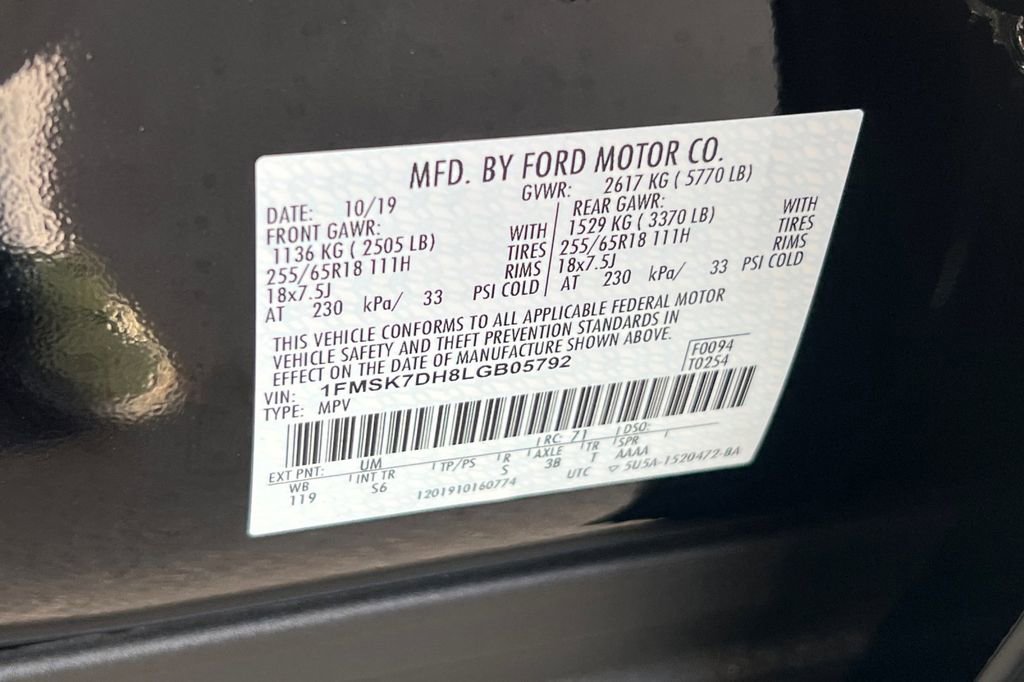 MFD. BY FORD MOTOR CO.
DATE: 10/19 GVWR: 2617 KG ( 5770 LB)
FRONT GAWR: REAR GAWR:
1136 KG ( 2505 LB) WITH 1529 KG ( 3370 LB) WITH
255/65R18 111H TIRES 255/65R18 111H TIRES
18x7.5J RIMS 18x7.5J RIMS
AT 230 kPa/ 33 PSI COLD AT 230 kPa/ 33 PSI COLD
THIS VEHICLE CONFORMS TO ALL APPLICABLE FEDERAL MOTOR
VEHICLE SAFETY AND THEFT PREVENTION STANDARDS IN
EFFECT ON THE DATE OF MANUFACTURE SHOWN ABOVE.
VIN: 1FMSK7DH8LGB05792 F0094
TYPE: MPV T0254
EXT PNT: UM RC: 71 DSO:
WB INT TR TP/PS R AXLE TR SPR
119 S6 S 3B T AAAA
1201910160774 UTC ▽ 5U5A-1520472-BA